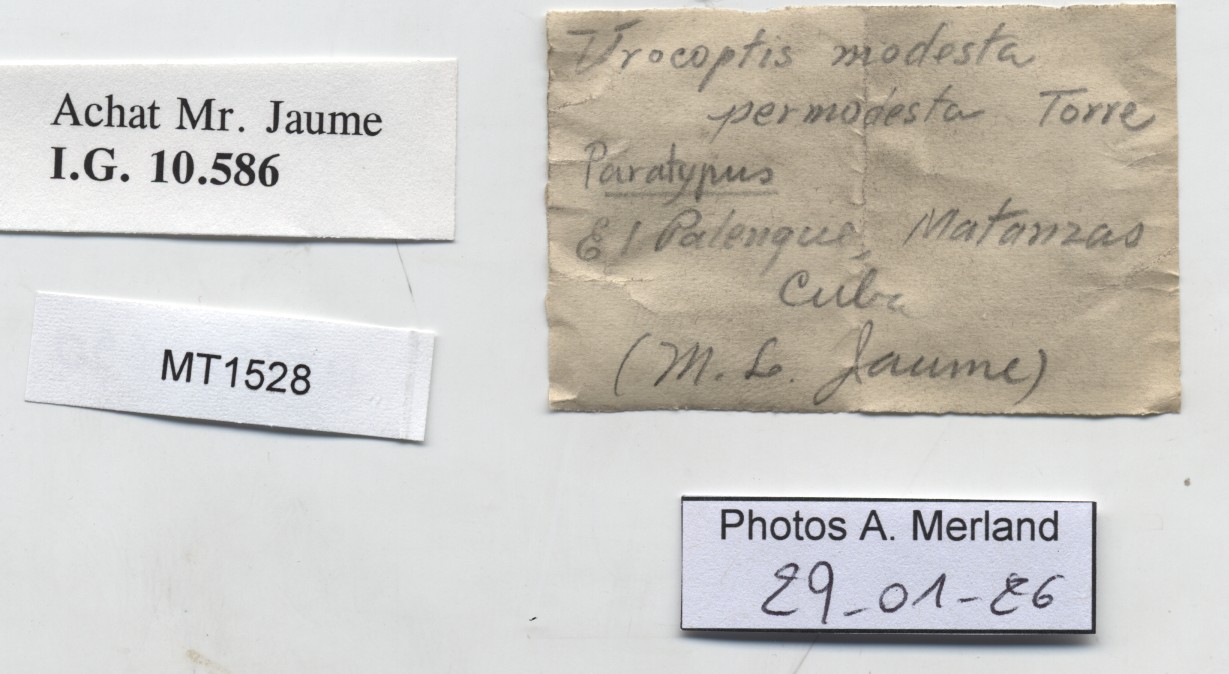 Achat Mr. Jaume
I.G. 10.586
MT1528
Urocoptis modesta
permodesta Torre
Paratypus
El Palenque, Matanzas
Cuba
(M. L. Jaume)
Photos A. Merland
29-01-26